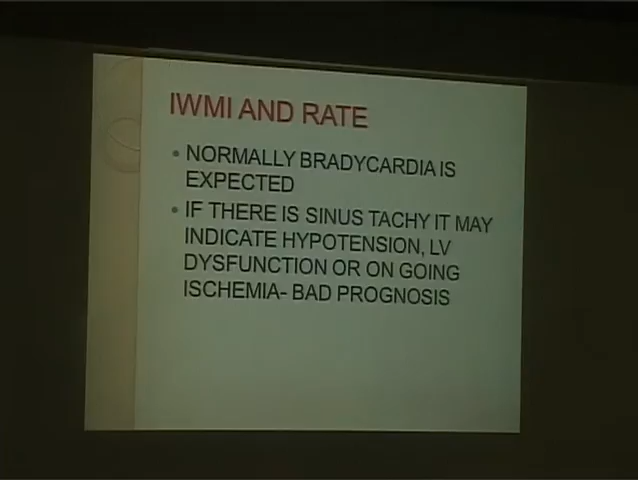 IWMI AND RATE
• NORMALLY BRADYCARDIA IS
EXPECTED
• IF THERE IS SINUS TACHY IT MAY
INDICATE HYPOTENSION, LV
DYSFUNCTION OR ON GOING
ISCHEMIA- BAD PROGNOSIS